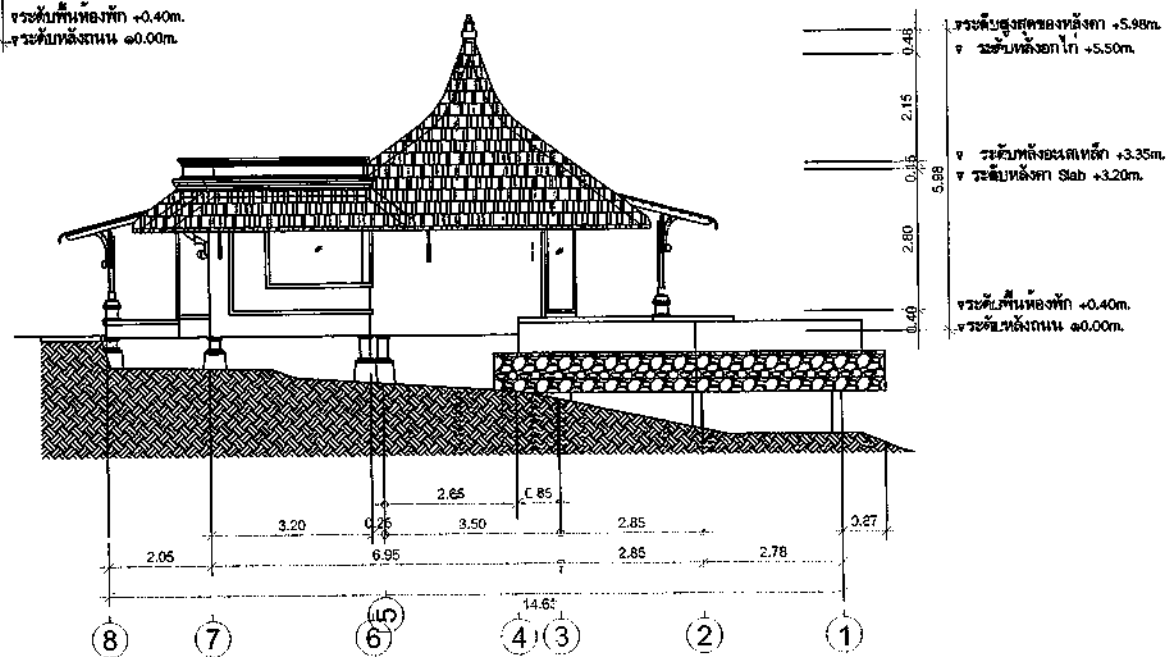 ระดับพื้นห้องพัก +0.40m.
ระดับหลังถนน ±0.00m.
ระดับสูงสุดของหลังคา +5.98m.
ระดับหลังอกไก่ +5.50m.
ระดับหลังอะเสเหล็ก +3.35m.
ระดับหลังคา Slab +3.20m.
ระดับพื้นห้องพัก +0.40m.
ระดับหลังถนน ±0.00m.
0.48
2.15
0.15
5.98
2.80
0.40
2.65 0.85
3.20 0.25 3.50 2.85 0.87
2.05 6.95 2.85 2.78
8 7 6 5 4 3 2 1